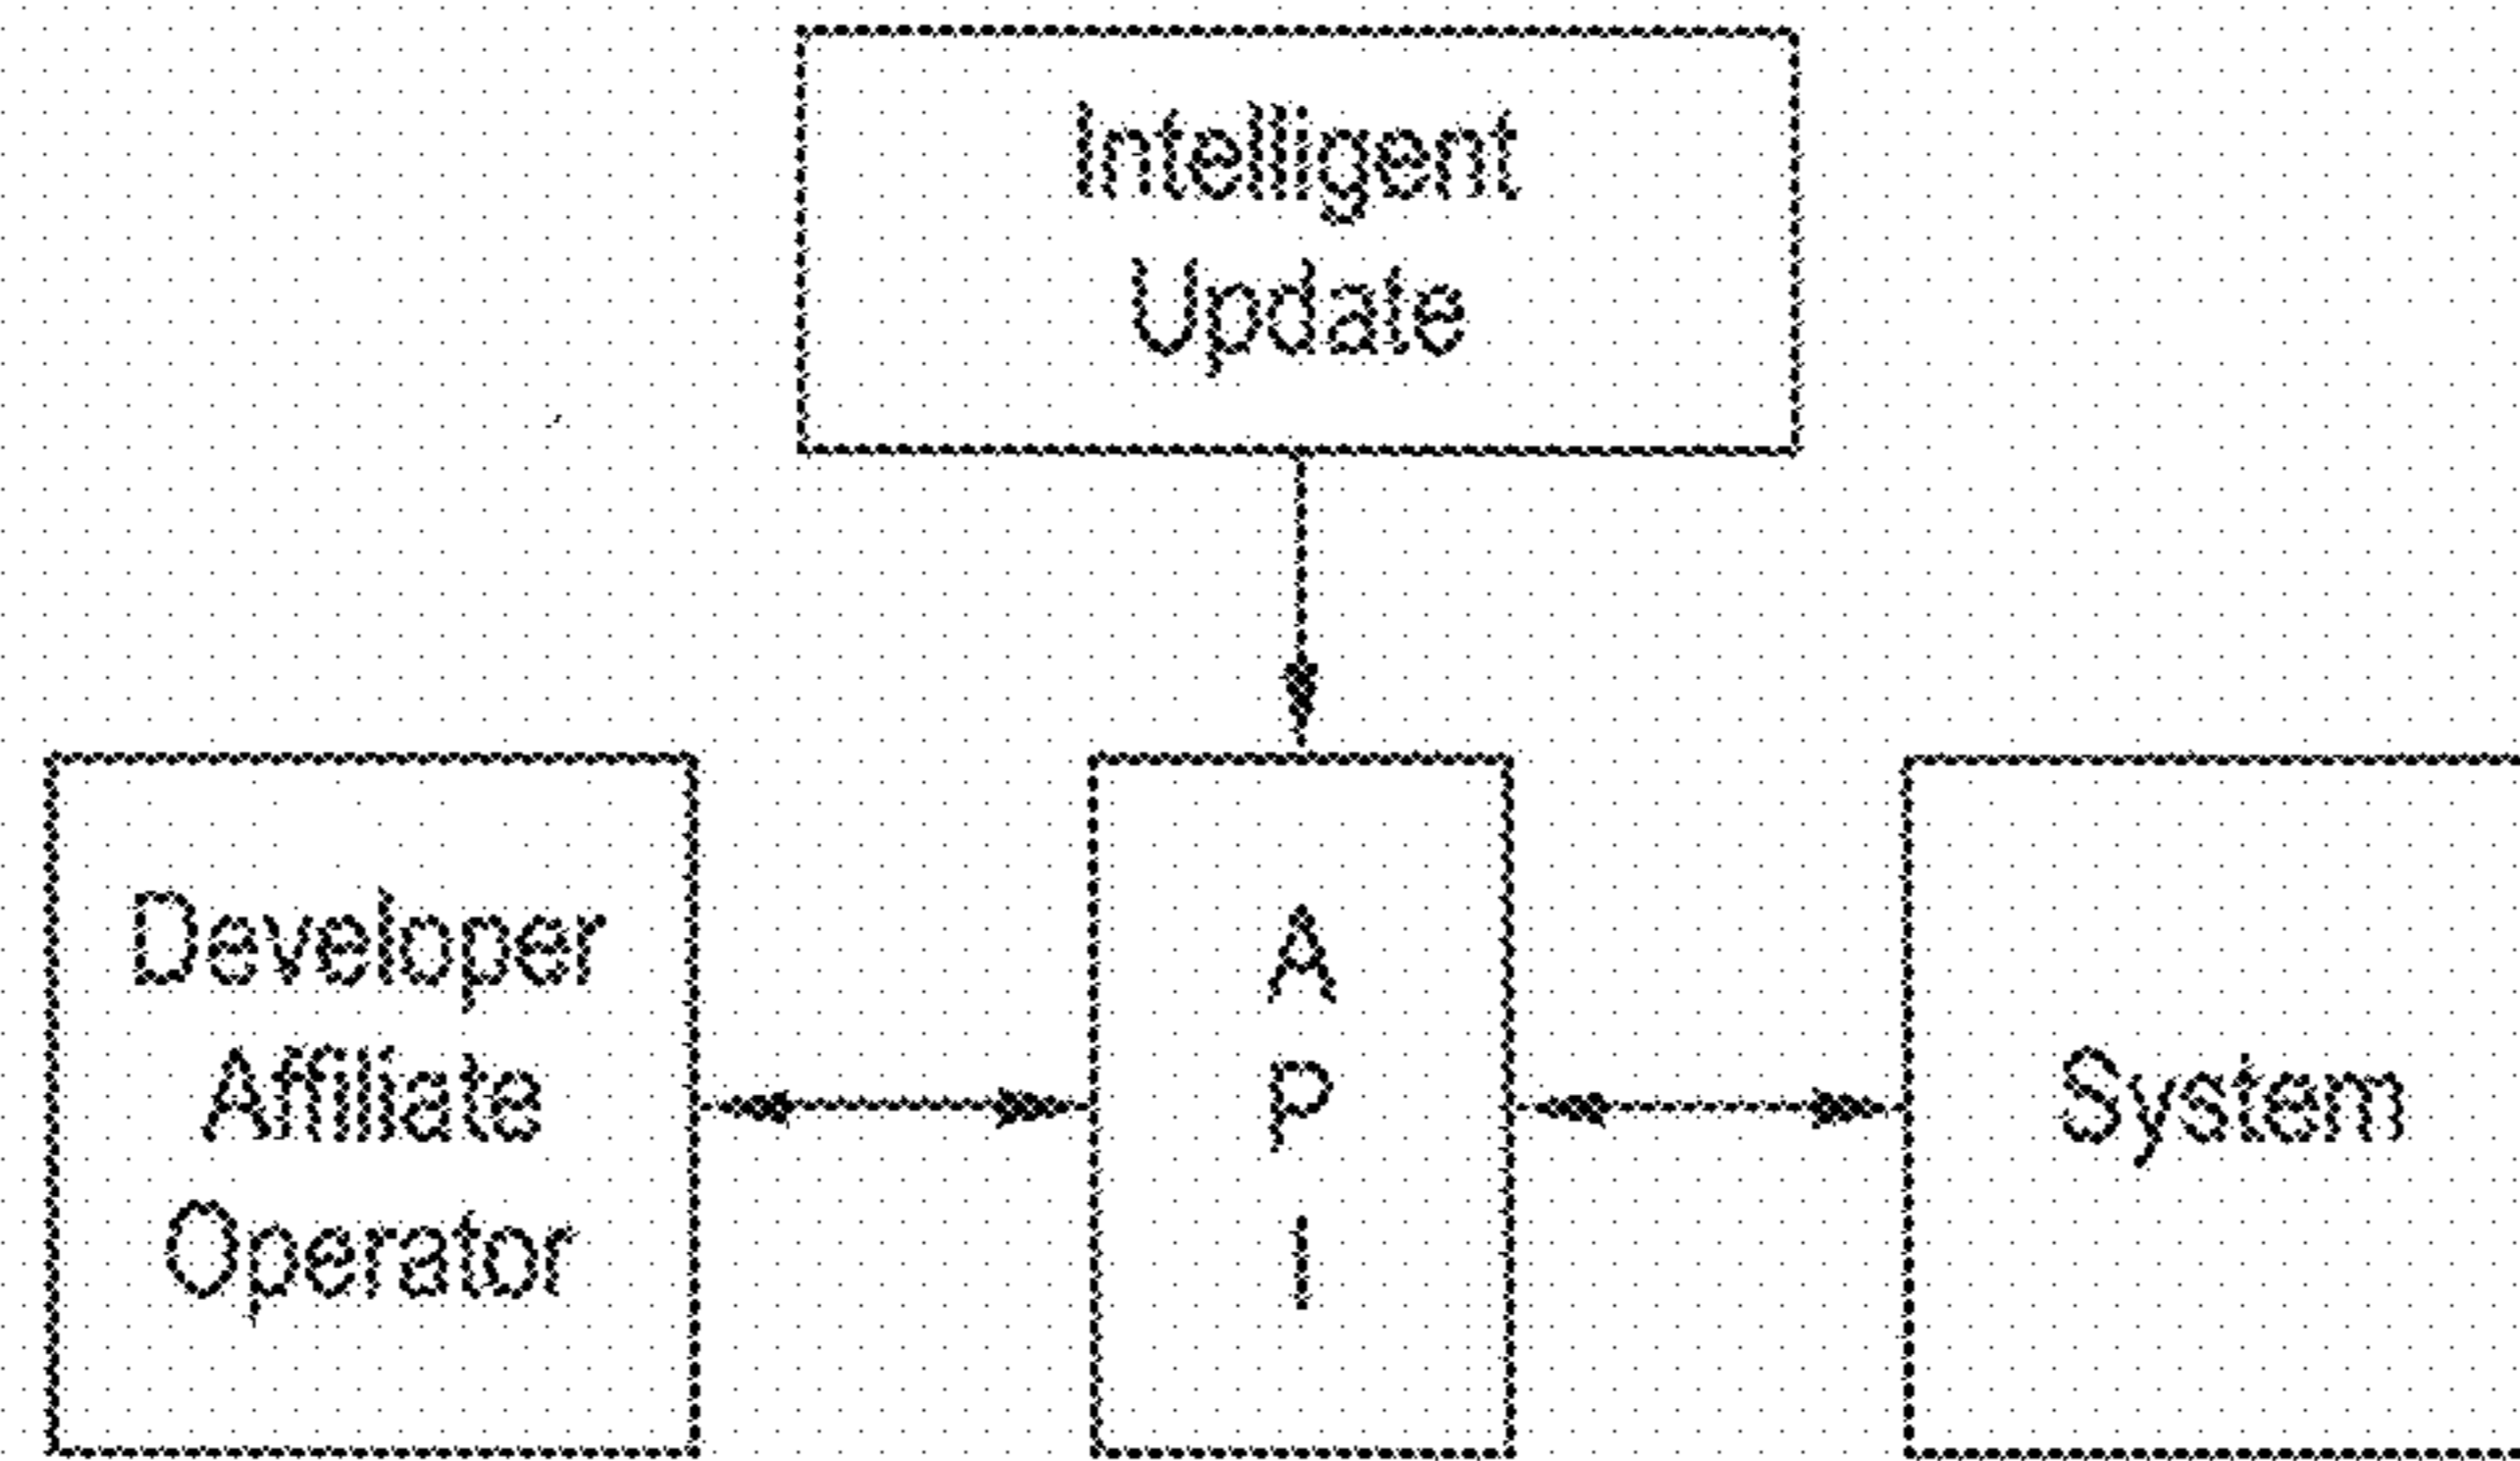 Intelligent
Update
Developer
Affiliate
Operator
A
P
I
System